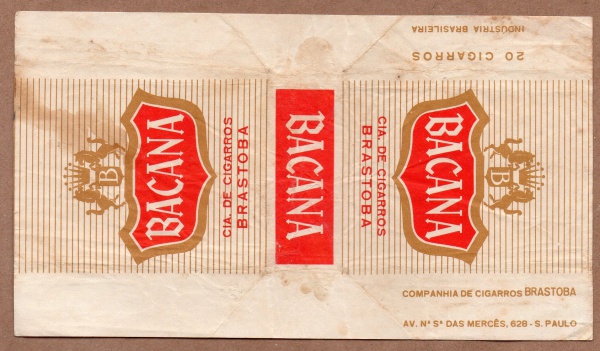 INDUSTRIA BRASILEIRA
20 CIGARROS
B
BACANA
CIA. DE CIGARROS
BRASTOBA
BACANA
CIA. DE CIGARROS
BRASTOBA
BACANA
B
COMPANHIA DE CIGARROS BRASTOBA
AV. Nª Sª DAS MERCÊS, 628 - S. PAULO